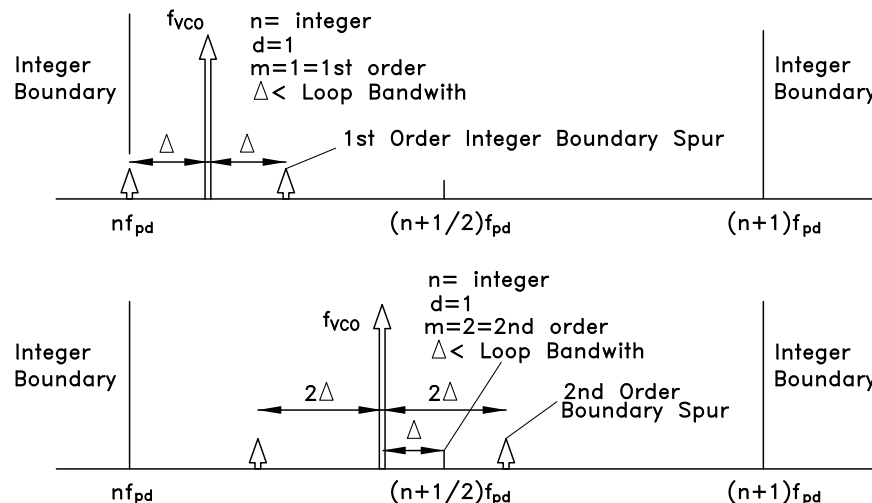 fVCO
n= integer
d=1
m=1=1st order
Δ< Loop Bandwith
Integer
Boundary
Integer
Boundary
Δ
Δ
1st Order Integer Boundary Spur
nfpd
(n+1/2)fpd
(n+1)fpd
n= integer
d=1
m=2=2nd order
Δ< Loop Bandwith
fVCO
Integer
Boundary
Integer
Boundary
2Δ
2Δ
2nd Order
Boundary Spur
Δ
nfpd
(n+1/2)fpd
(n+1)fpd